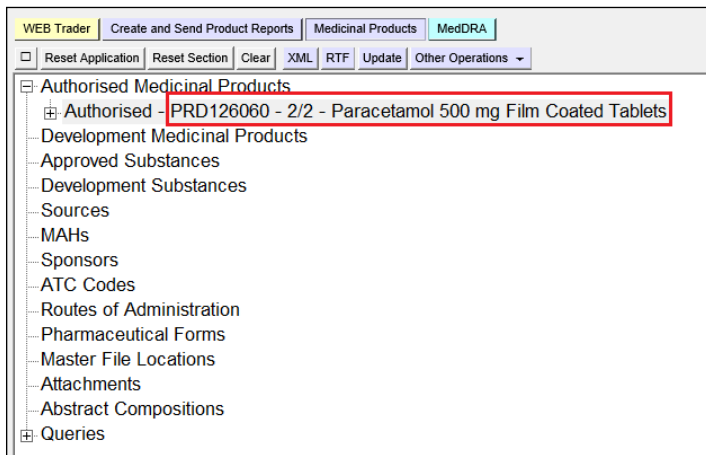 WEB Trader Create and Send Product Reports Medicinal Products MedDRA
Reset Application Reset Section Clear XML RTF Update Other Operations
Authorised Medicinal Products
Authorised - PRD126060 - 2/2 - Paracetamol 500 mg Film Coated Tablets
Development Medicinal Products
Approved Substances
Development Substances
Sources
MAHs
Sponsors
ATC Codes
Routes of Administration
Pharmaceutical Forms
Master File Locations
Attachments
Abstract Compositions
Queries